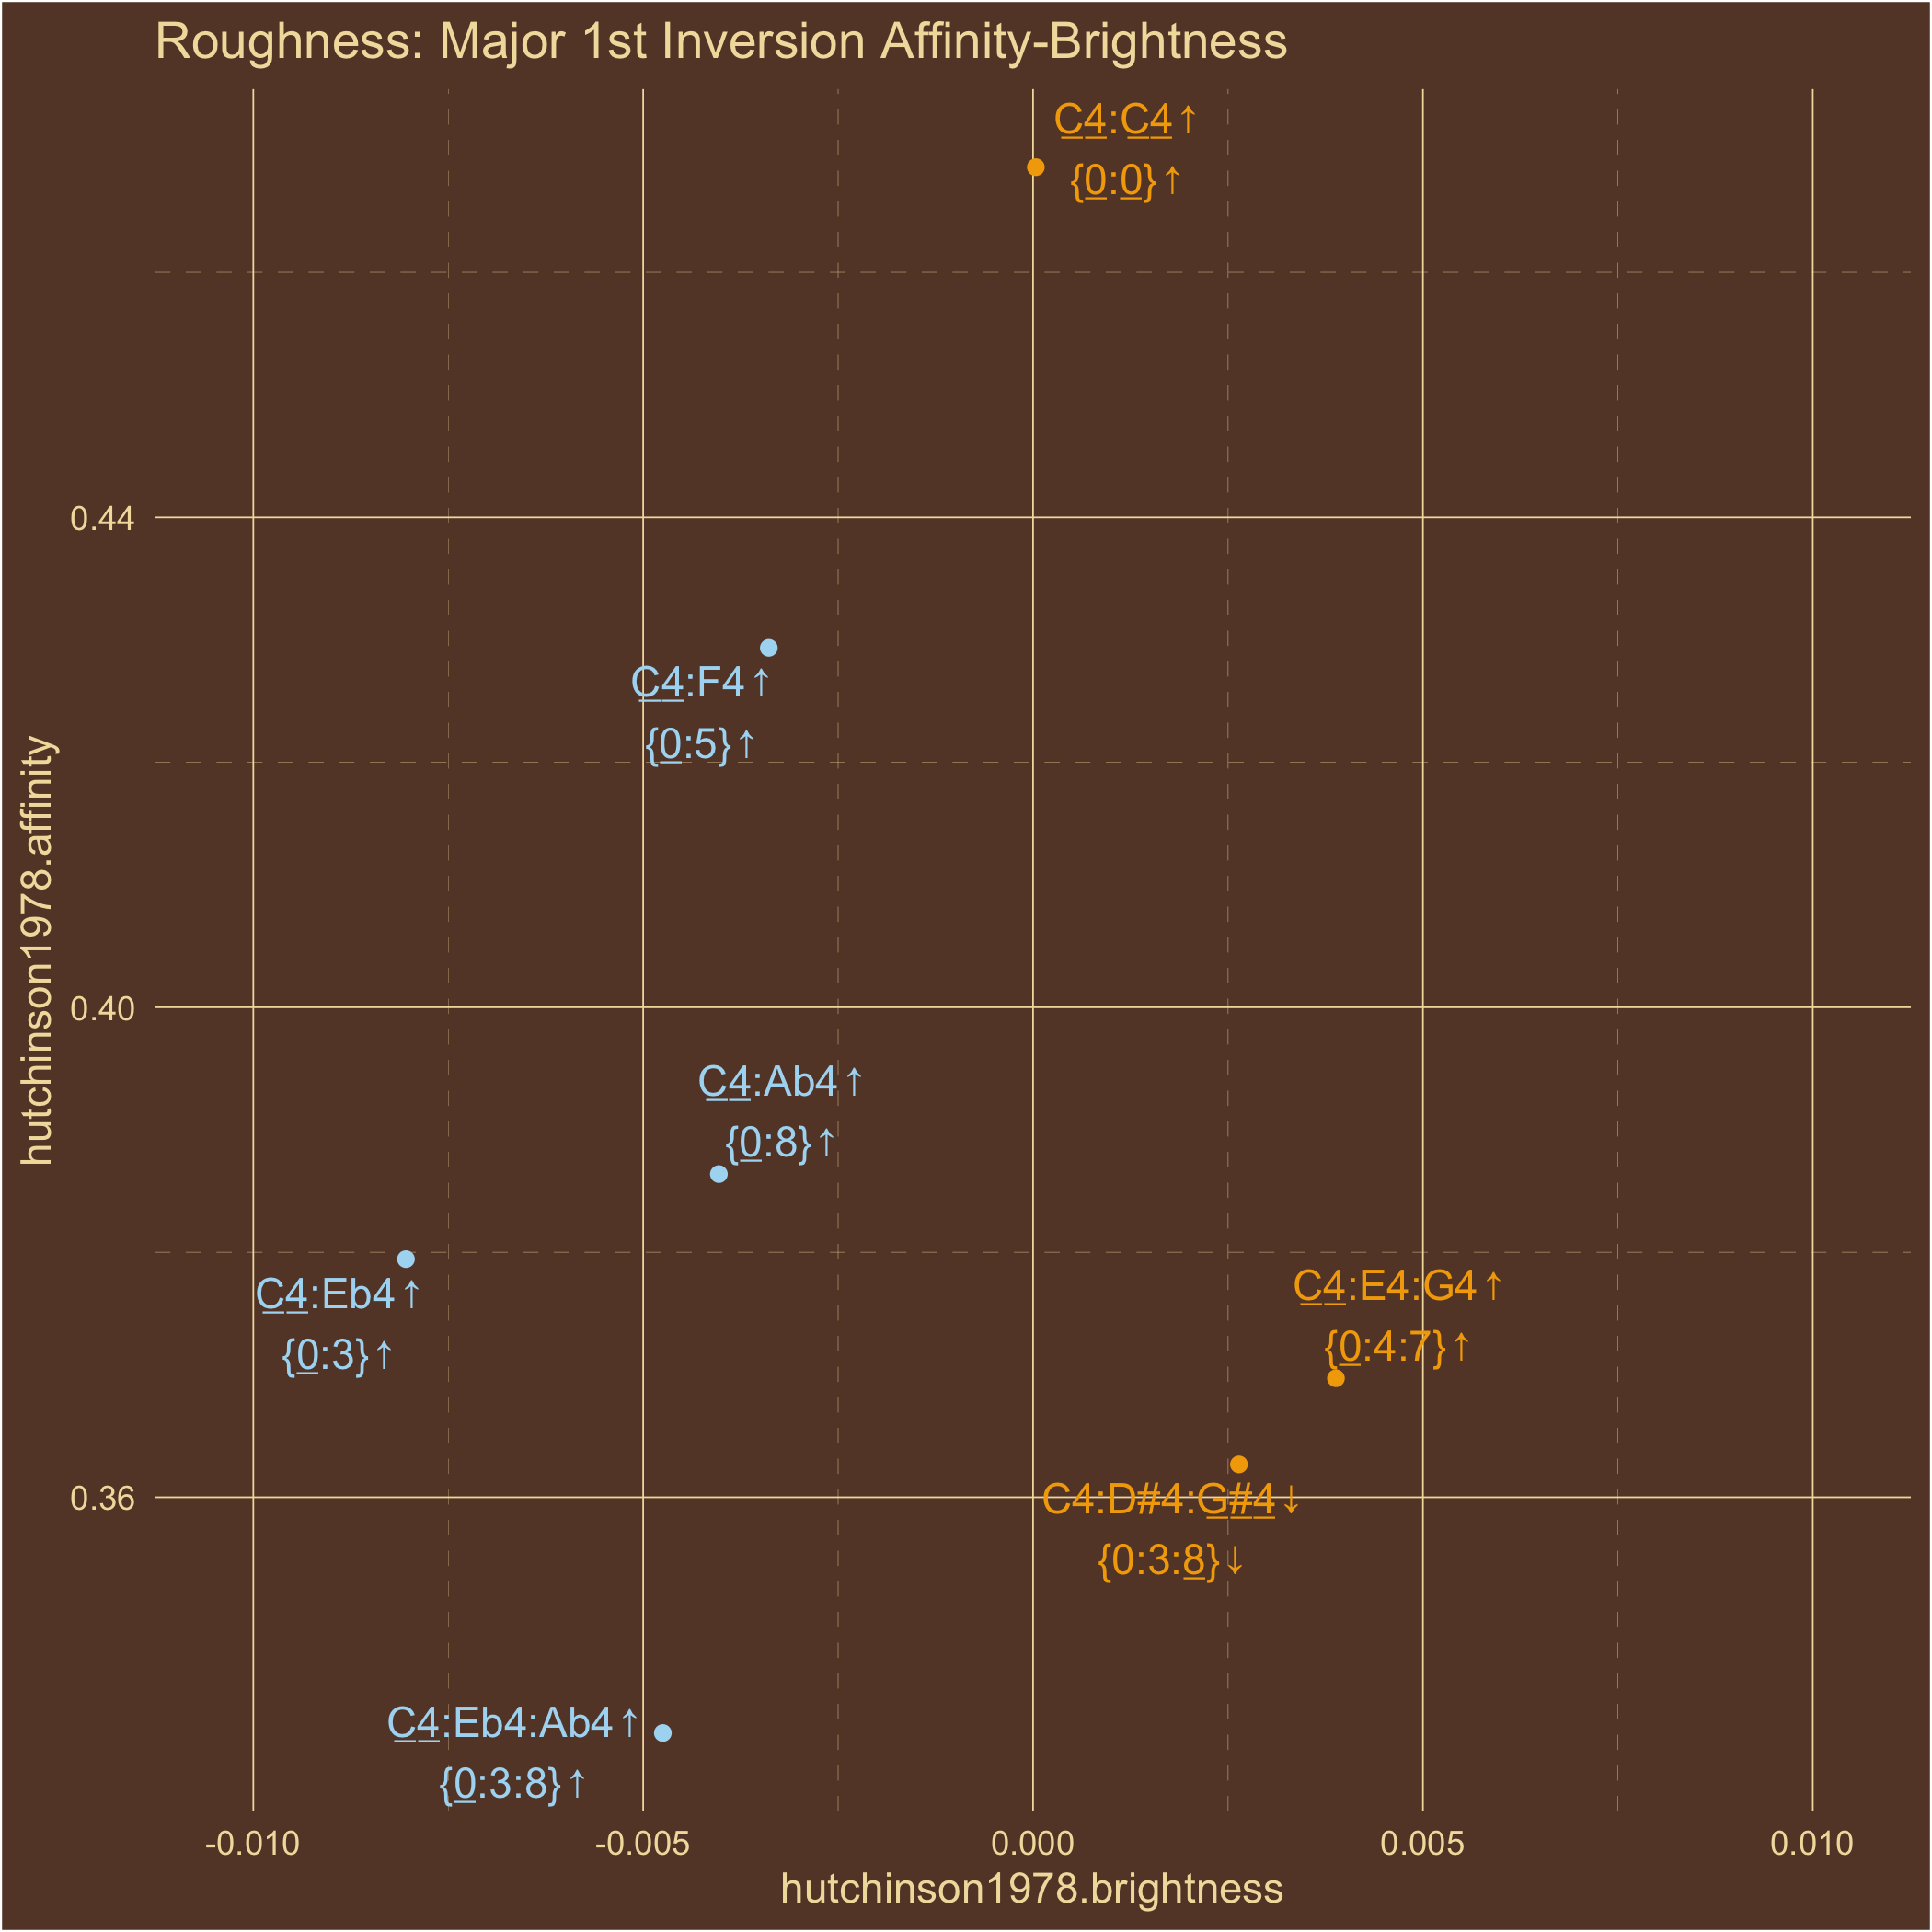 Roughness: Major 1st Inversion Affinity-Brightness
C4:C4↑
{0:0}↑
0.44
C4:F4↑
{0:5}↑
hutchinson1978.affinity
0.40
C4:Ab4↑
{0:8}↑
C4:Eb4↑
{0:3}↑
C4:E4:G4↑
{0:4:7}↑
0.36
C4:D#4:G#4↓
{0:3:8}↓
C4:Eb4:Ab4↑
{0:3:8}↑
-0.010 -0.005 0.000 0.005 0.010
hutchinson1978.brightness